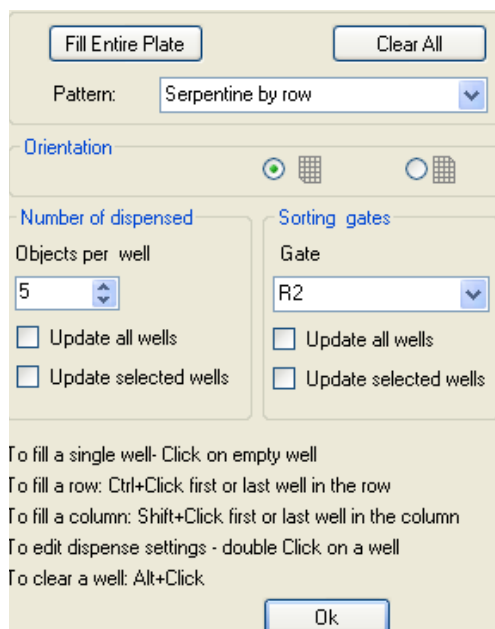 Fill Entire Plate Clear All
Pattern: Serpentine by row
Orientation
Number of dispensed Sorting gates
Objects per well Gate
5 R2
Update all wells Update all wells
Update selected wells Update selected wells
To fill a single well- Click on empty well
To fill a row: Ctrl+Click first or last well in the row
To fill a column: Shift+Click first or last well in the column
To edit dispense settings - double Click on a well
To clear a well: Alt+Click
Ok